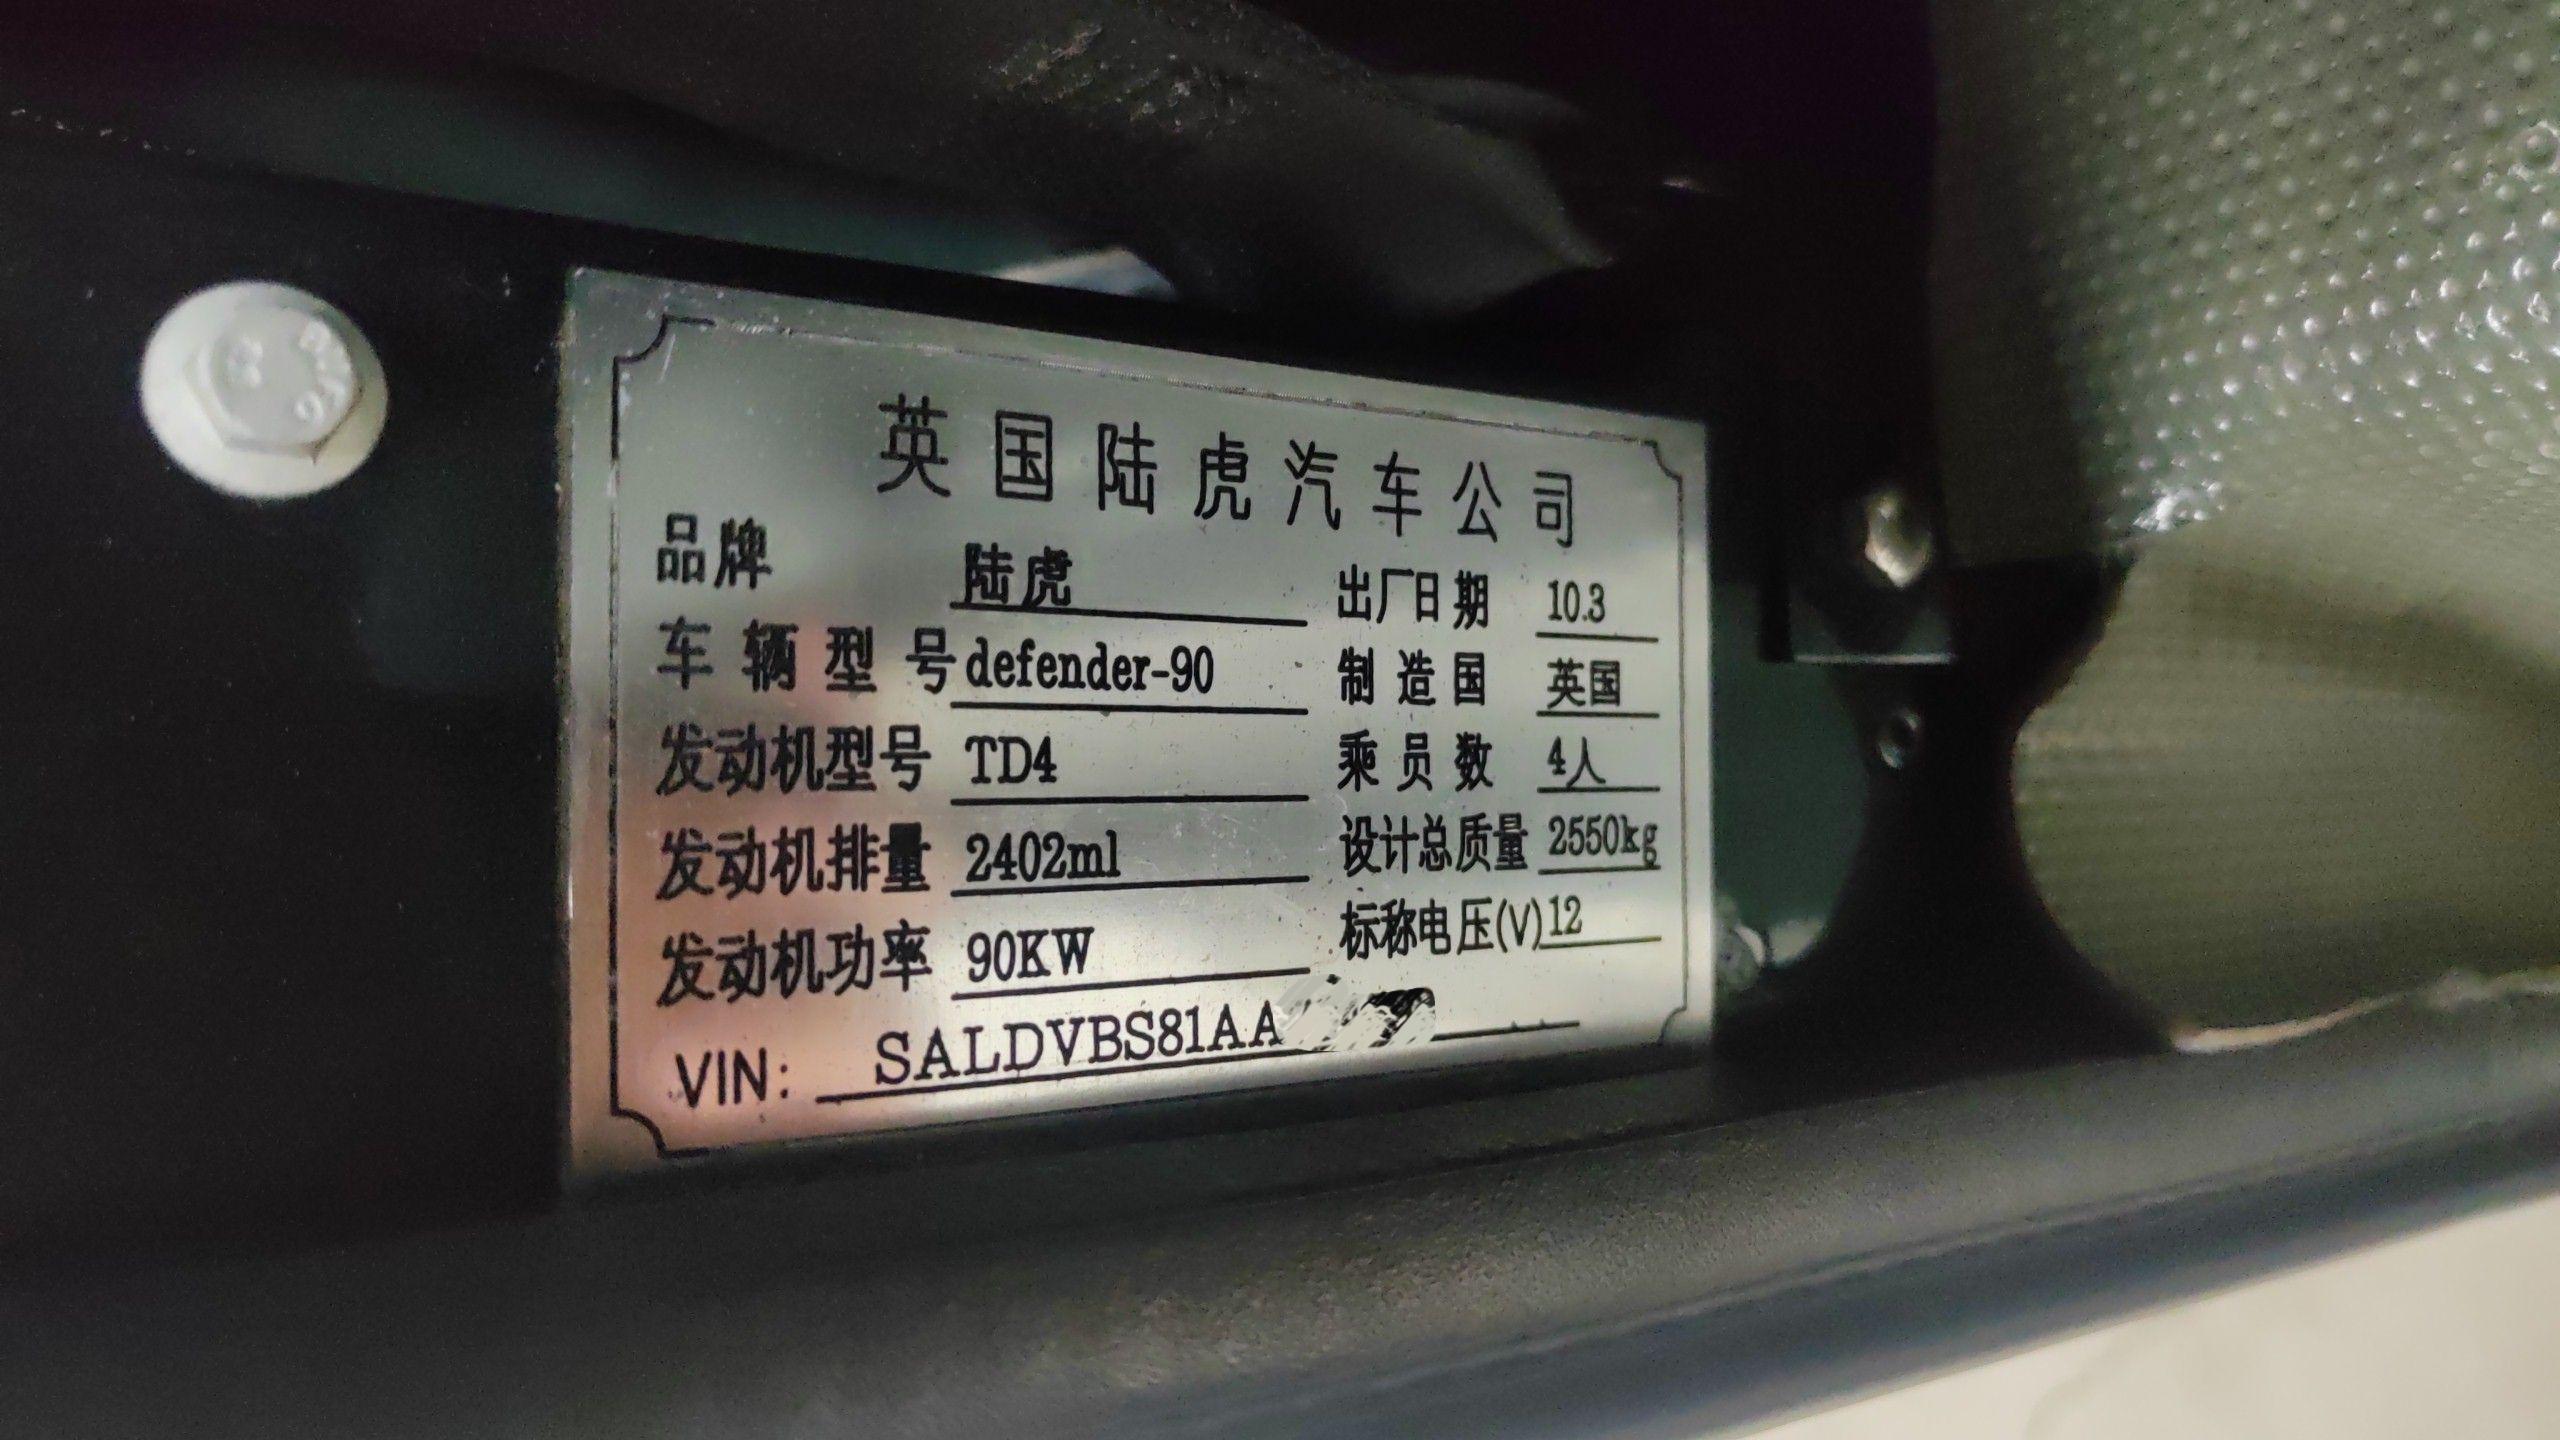 英国陆虎汽车公司
品牌 陆虎 出厂日期 10.3
车辆型号 defender-90 制造国 英国
发动机型号 TD4 乘员数 4人
发动机排量 2402ml 设计总质量 2550kg
发动机功率 90KW 标称电压(V) 12
VIN: SALDVBS81AA